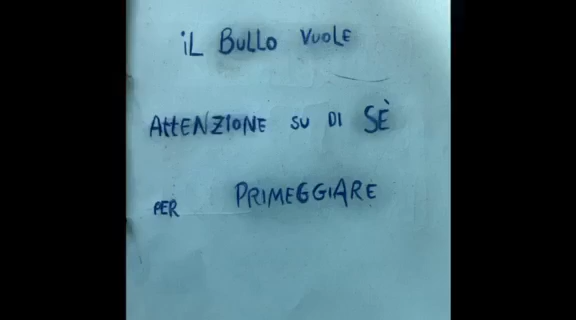 iL BULLO VUOLE
AttENZIONE SU DI SÈ
PER PRIMEGGIARE